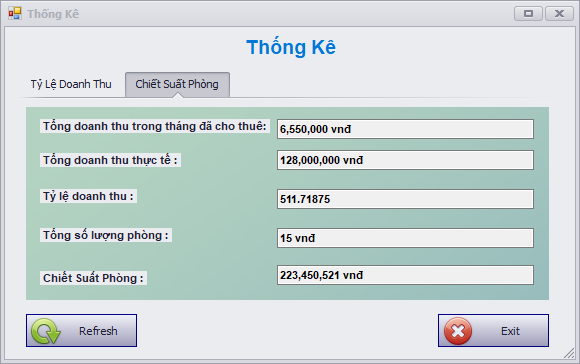 Thống Kê
Thống Kê
Tỷ Lệ Doanh Thu Chiết Suất Phòng
Tổng doanh thu trong tháng đã cho thuê: 6,550,000 vnđ
Tổng doanh thu thực tế : 128,000,000 vnđ
Tỷ lệ doanh thu : 511.71875
Tổng số lượng phòng : 15 vnđ
Chiết Suất Phòng : 223,450,521 vnđ
Refresh Exit